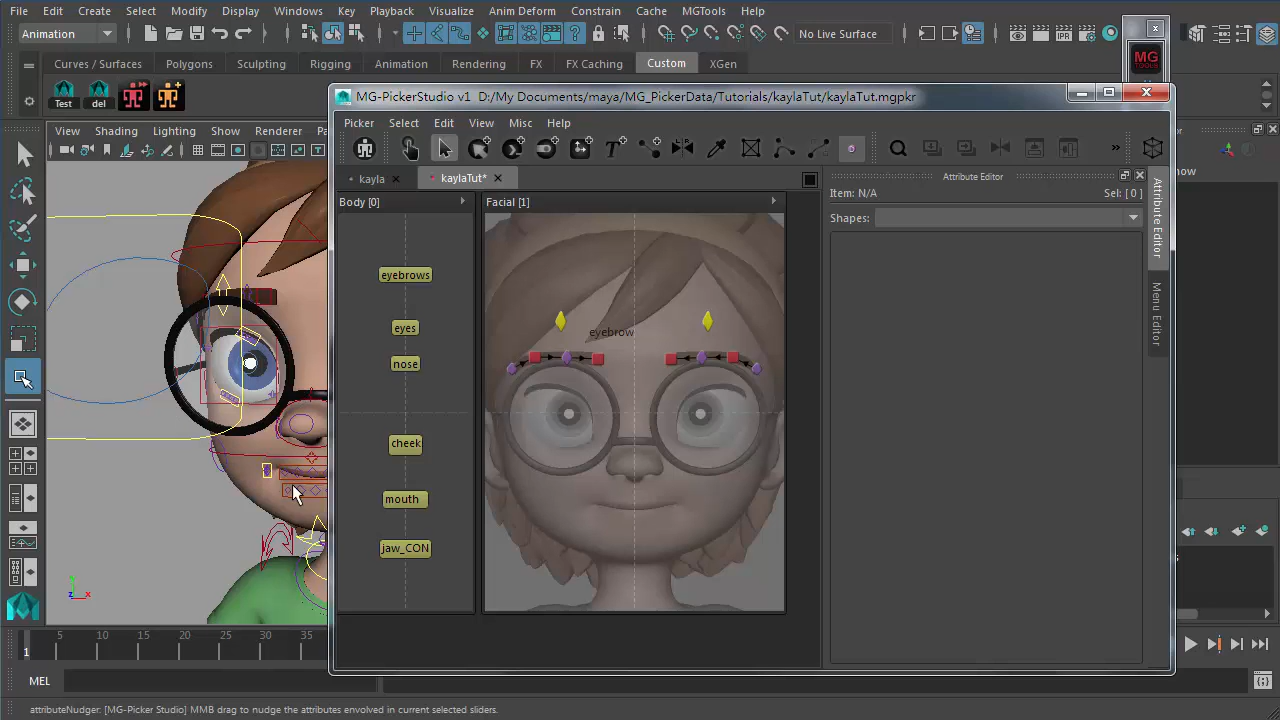 File Edit Create Select Modify Display Windows Key Playback Visualize Anim Deform Constrain Cache MGTools Help
Animation No Live Surface
IPR
MG
TOOLS
Curves / Surfaces Polygons Sculpting Rigging Animation Rendering FX FX Caching Custom XGen
Test del
MG-PickerStudio - D:/My Documents/maya/MG_PickerData/Tutorials/kaylaTut/kaylaTut.mgpkr
View Shading Lighting Show Renderer
Picker Select Edit View Misc Help
kayla kaylaTut*
Attribute Editor
Item: N/A Sel: [ 0 ]
Shapes:
Attribute Editor
Menu Editor
Body [0]
Facial [1]
eyebrows
eyes
nose
cheek
mouth
jaw_CON
eyebrow
1 5 10 15 20 25 30 35
1
MEL
attributeNudger: [MG-Picker Studio] MMB drag to nudge the attributes envolved in current selected sliders.